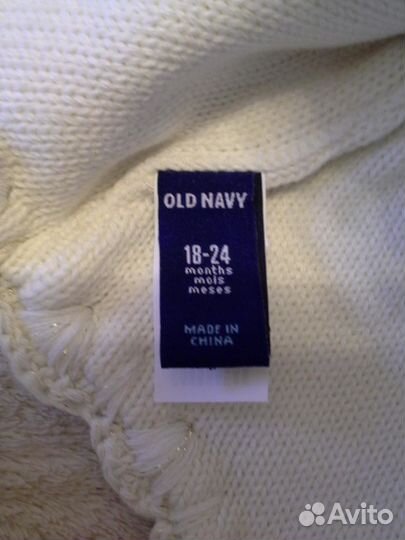 OLD NAVY
18-24
months
mois
meses
MADE IN
CHINA
Avito